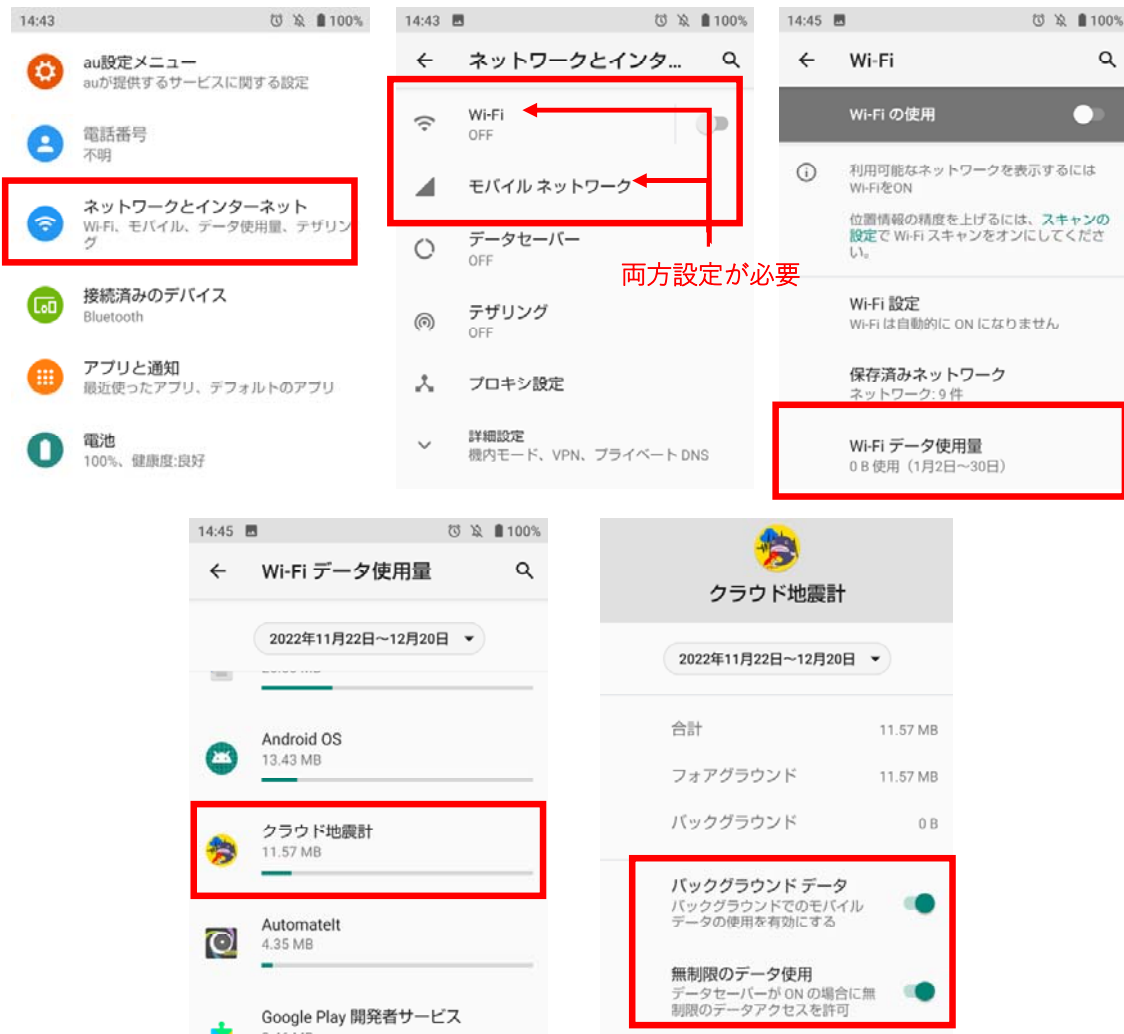 14:43
100%
au設定メニュー
auが提供するサービスに関する設定
電話番号
不明
ネットワークとインターネット
Wi-Fi、モバイル、データ使用量、テザリン
グ
接続済みのデバイス
Bluetooth
アプリと通知
最近使ったアプリ、デフォルトのアプリ
電池
100%、健康度:良好
14:43
100%
ネットワークとインタ...
Wi-Fi
OFF
モバイル ネットワーク
データセーバー
OFF
両方設定が必要
テザリング
OFF
プロキシ設定
詳細設定
機内モード、VPN、プライベート DNS
14:45
100%
Wi-Fi
Wi-Fi の使用
利用可能なネットワークを表示するには
Wi-FiをON
位置情報の精度を上げるには、スキャンの
設定で Wi-Fi スキャンをオンにしてくださ
い。
Wi-Fi 設定
Wi-Fi は自動的に ON になりません
保存済みネットワーク
ネットワーク: 9 件
Wi-Fi データ使用量
0 B 使用（1月2日～30日）
14:45
100%
Wi-Fi データ使用量
2022年11月22日～12月20日
Android OS
13.43 MB
クラウド地震計
11.57 MB
AutomateIt
4.35 MB
Google Play 開発者サービス
クラウド地震計
2022年11月22日～12月20日
合計
11.57 MB
フォアグラウンド
11.57 MB
バックグラウンド
0 B
バックグラウンド データ
バックグラウンドでのモバイル
データの使用を有効にする
無制限のデータ使用
データセーバーが ON の場合に無
制限のデータアクセスを許可